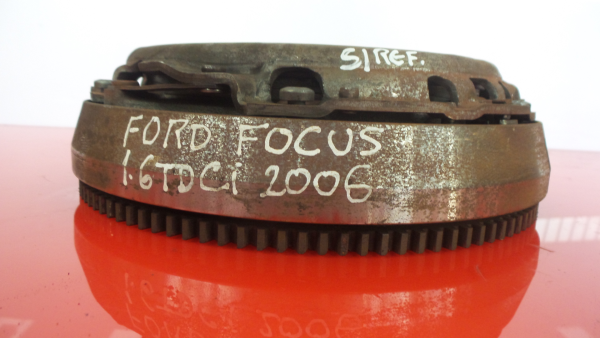 S/REF.
FORD FOCUS
1.6TDCi 2006